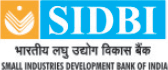 SIDBI
भारतीय लघु उद्योग विकास बैंक
SMALL INDUSTRIES DEVELOPMENT BANK OF INDIA